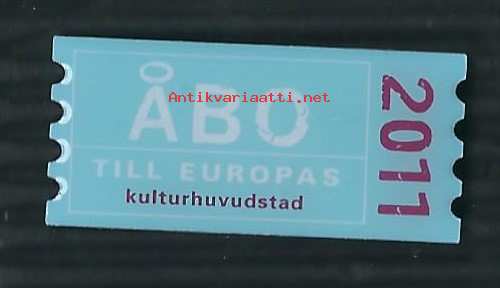 ÅBO
Antikvariaatti.net
TILL EUROPAS
kulturhuvudstad
2011